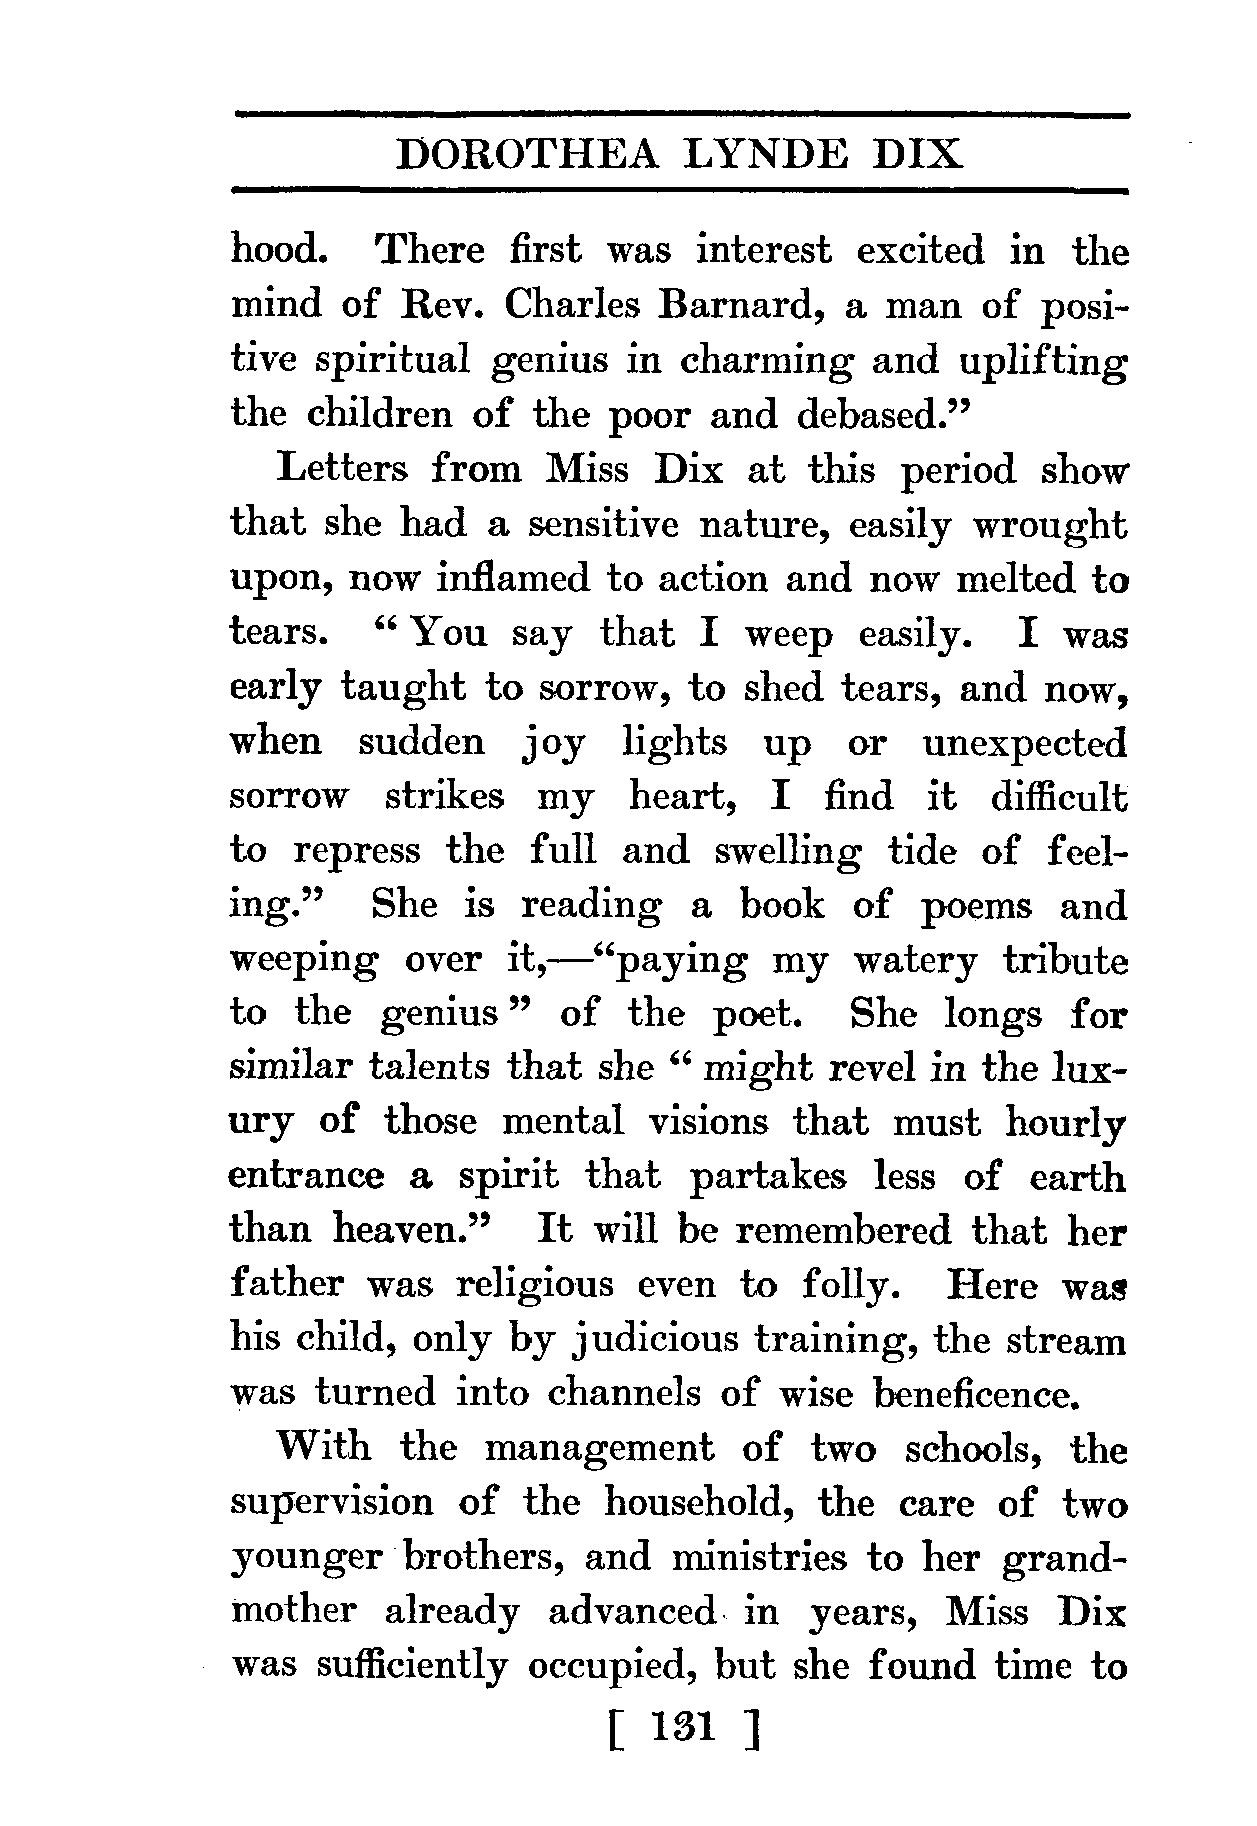 DOROTHEA LYNDE DIX
hood. There first was interest excited in the
mind of Rev. Charles Barnard, a man of posi-
tive spiritual genius in charming and uplifting
the children of the poor and debased.”
Letters from Miss Dix at this period show
that she had a sensitive nature, easily wrought
upon, now inflamed to action and now melted to
tears. “ You say that I weep easily. I was
early taught to sorrow, to shed tears, and now,
when sudden joy lights up or unexpected
sorrow strikes my heart, I find it difficult
to repress the full and swelling tide of feel-
ing.” She is reading a book of poems and
weeping over it,—“paying my watery tribute
to the genius ” of the poet. She longs for
similar talents that she “ might revel in the lux-
ury of those mental visions that must hourly
entrance a spirit that partakes less of earth
than heaven.” It will be remembered that her
father was religious even to folly. Here was
his child, only by judicious training, the stream
was turned into channels of wise beneficence.
With the management of two schools, the
supervision of the household, the care of two
younger brothers, and ministries to her grand-
mother already advanced in years, Miss Dix
was sufficiently occupied, but she found time to
[ 131 ]